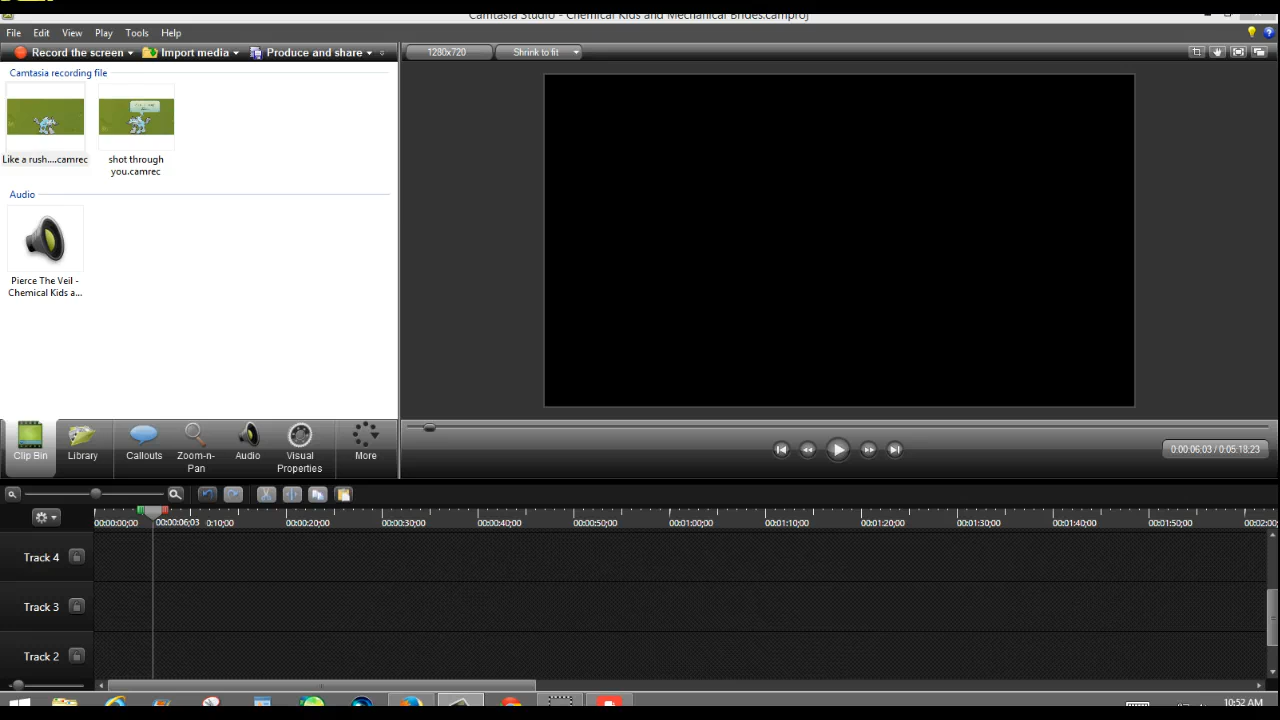 Camtasia Studio - Chemical Kids and Mechanical Brides.camproj
File Edit View Play Tools Help
Record the screen Import media Produce and share
1280x720 Shrink to fit
Camtasia recording file
Like a rush....camrec
shot through
you.camrec
Audio
Pierce The Veil -
Chemical Kids a...
Clip Bin
Library
Callouts
Zoom-n-
Pan
Audio
Visual
Properties
More
0:00:06;03 / 0:05:18;23
00:00:00;00 00:00:06;03 0:10;00 00:00:20;00 00:00:30;00 00:00:40;00 00:00:50;00 00:01:00;00 00:01:10;00 00:01:20;00 00:01:30;00 00:01:40;00 00:01:50;00 00:02:00;
Track 4
Track 3
Track 2
10:52 AM